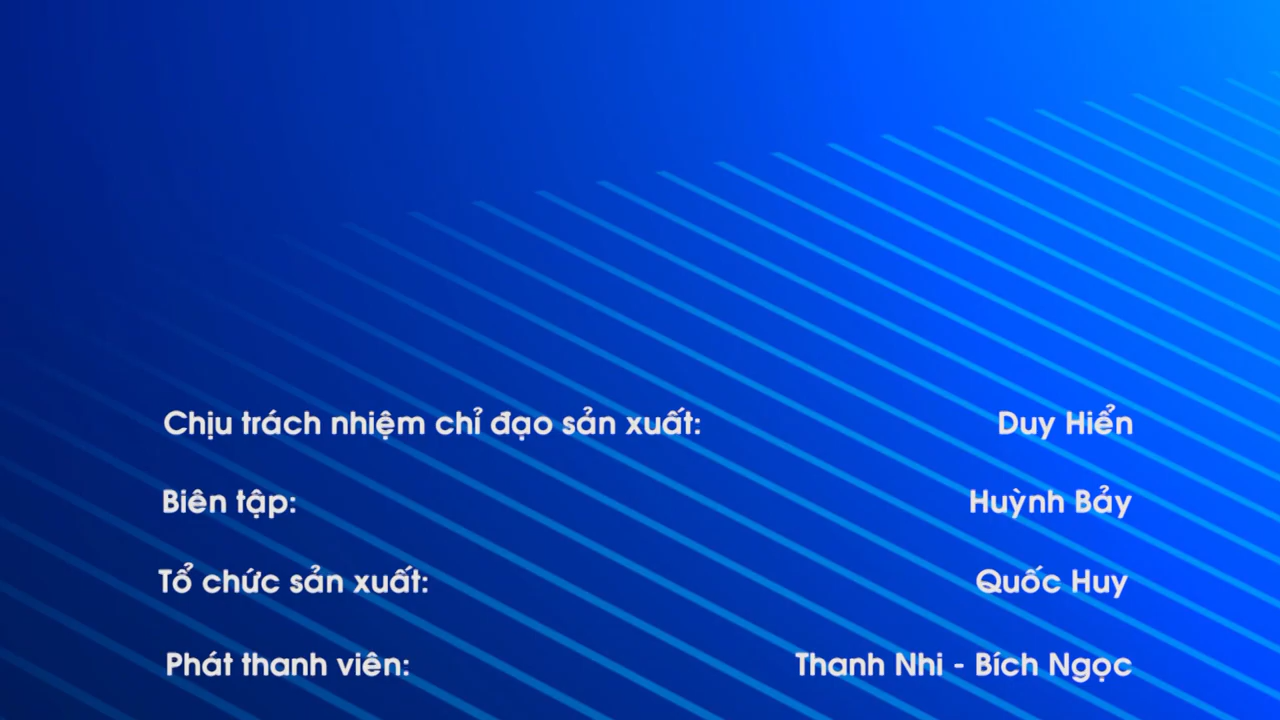 Chịu trách nhiệm chỉ đạo sản xuất: Duy Hiển
Biên tập: Huỳnh Bảy
Tổ chức sản xuất: Quốc Huy
Phát thanh viên: Thanh Nhi - Bích Ngọc